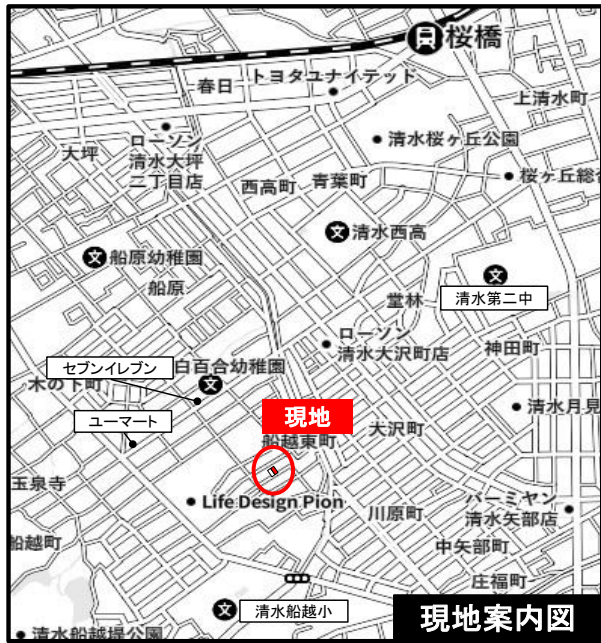 桜橋
春日
トヨタユナイテッド
上清水町
ローソン
清水大坪
二丁目店
大坪
清水桜ヶ丘公園
西高町
青葉町
桜ヶ丘総合
清水西高
船原幼稚園
船原
清水第二中
堂林
ローソン
清水大沢町店
神田町
セブンイレブン
白百合幼稚園
木の下町
ユーマート
現地
船越東町
大沢町
清水月見
玉泉寺
Life Design Pion
川原町
バーミヤン
清水矢部店
船越町
中矢部町
庄福町
清水船越小
清水船越堤公園
現地案内図